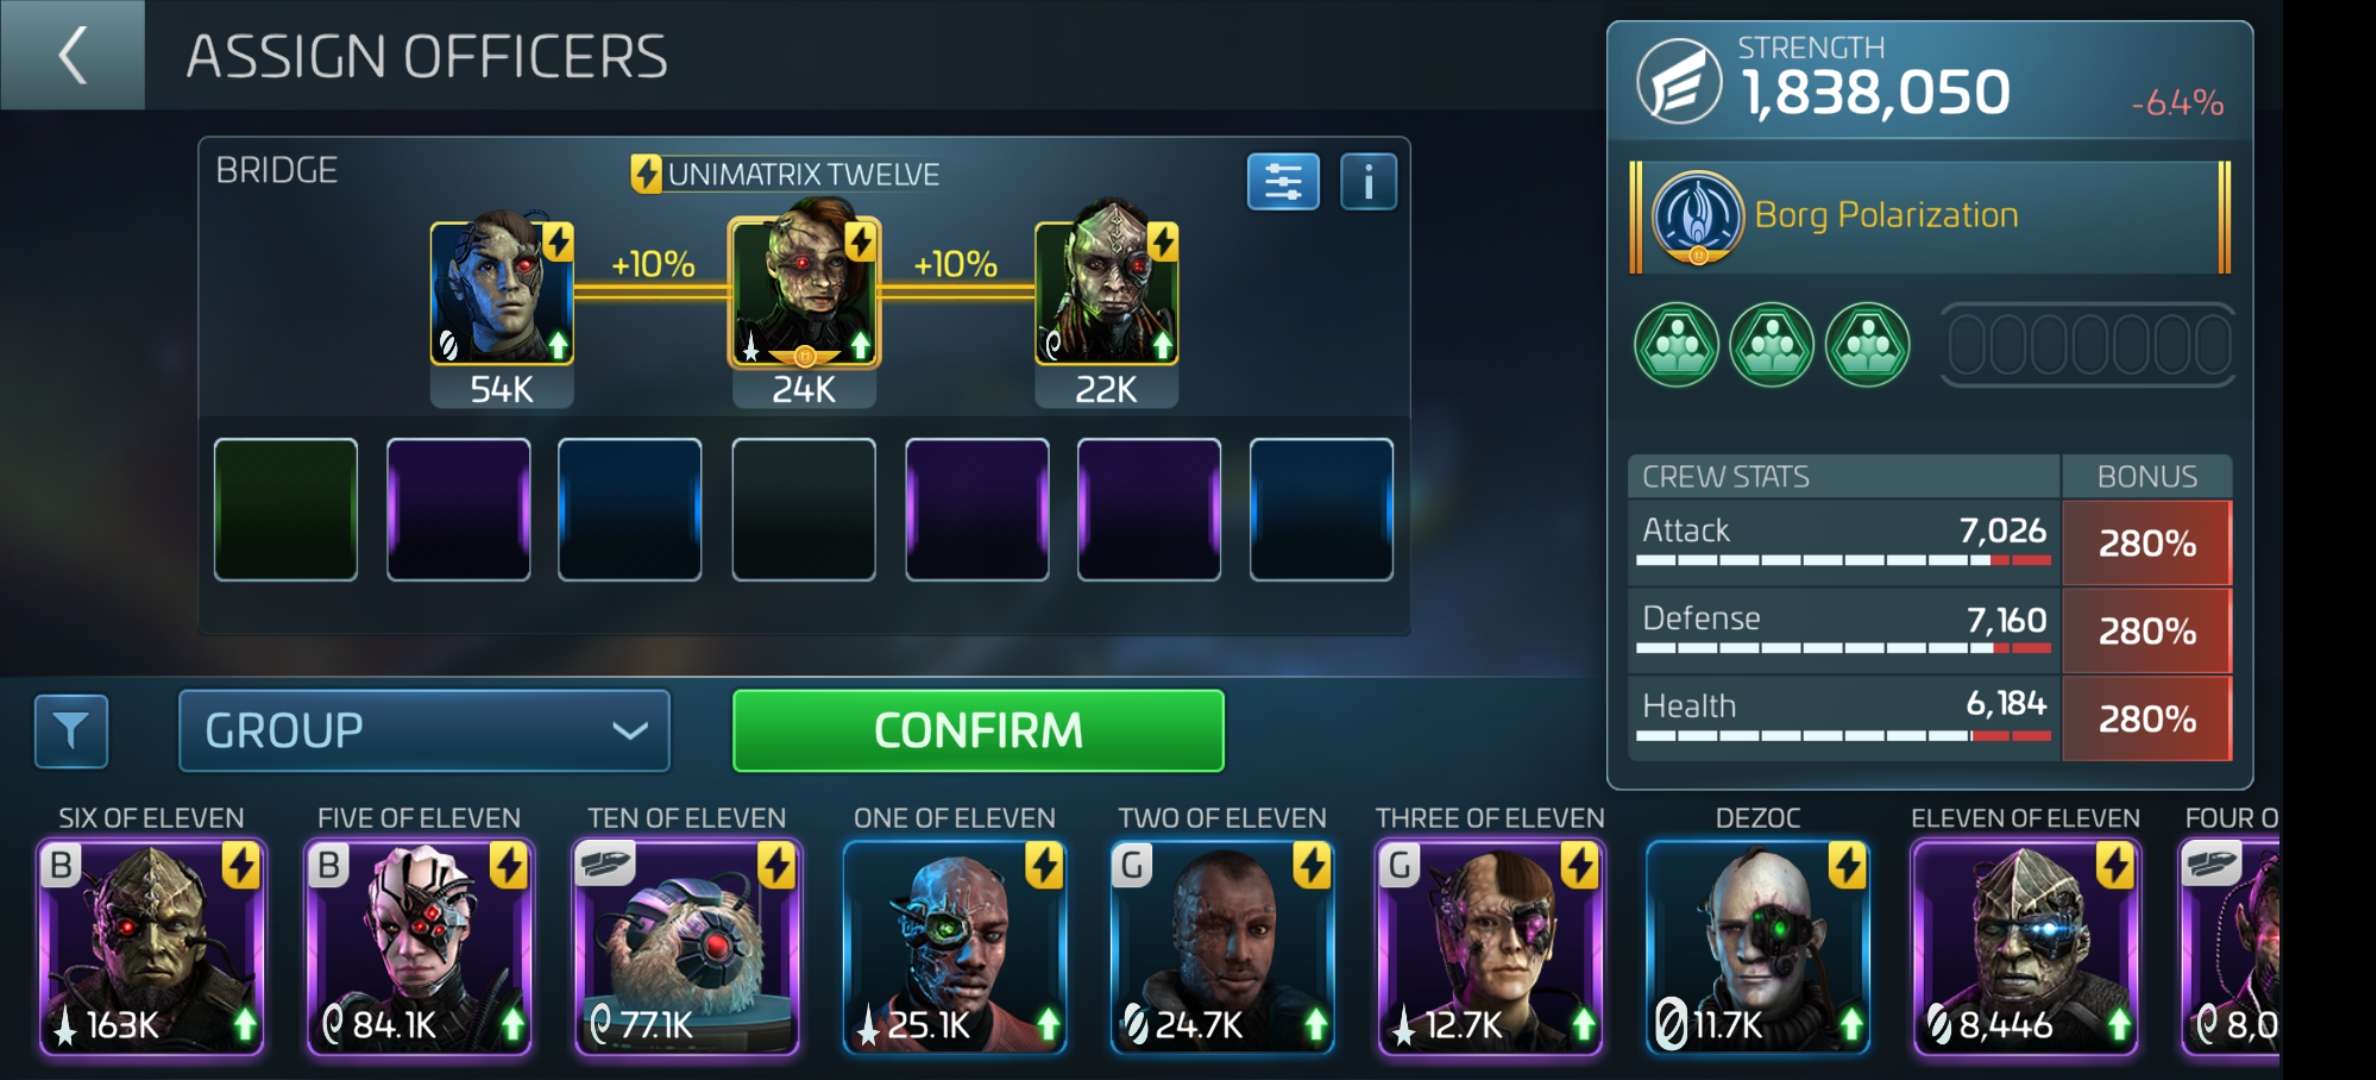 ASSIGN OFFICERS
BRIDGE
UNIMATRIX TWELVE
i
+10%
+10%
54K
24K
22K
STRENGTH
1,838,050
-6.4%
Borg Polarization
CREW STATS
BONUS
Attack
7,026
280%
Defense
7,160
280%
Health
6,184
280%
GROUP
CONFIRM
SIX OF ELEVEN
FIVE OF ELEVEN
TEN OF ELEVEN
ONE OF ELEVEN
TWO OF ELEVEN
THREE OF ELEVEN
DEZOC
ELEVEN OF ELEVEN
FOUR O
B
B
G
G
163K
84.1K
77.1K
25.1K
24.7K
12.7K
11.7K
8,446
8,0